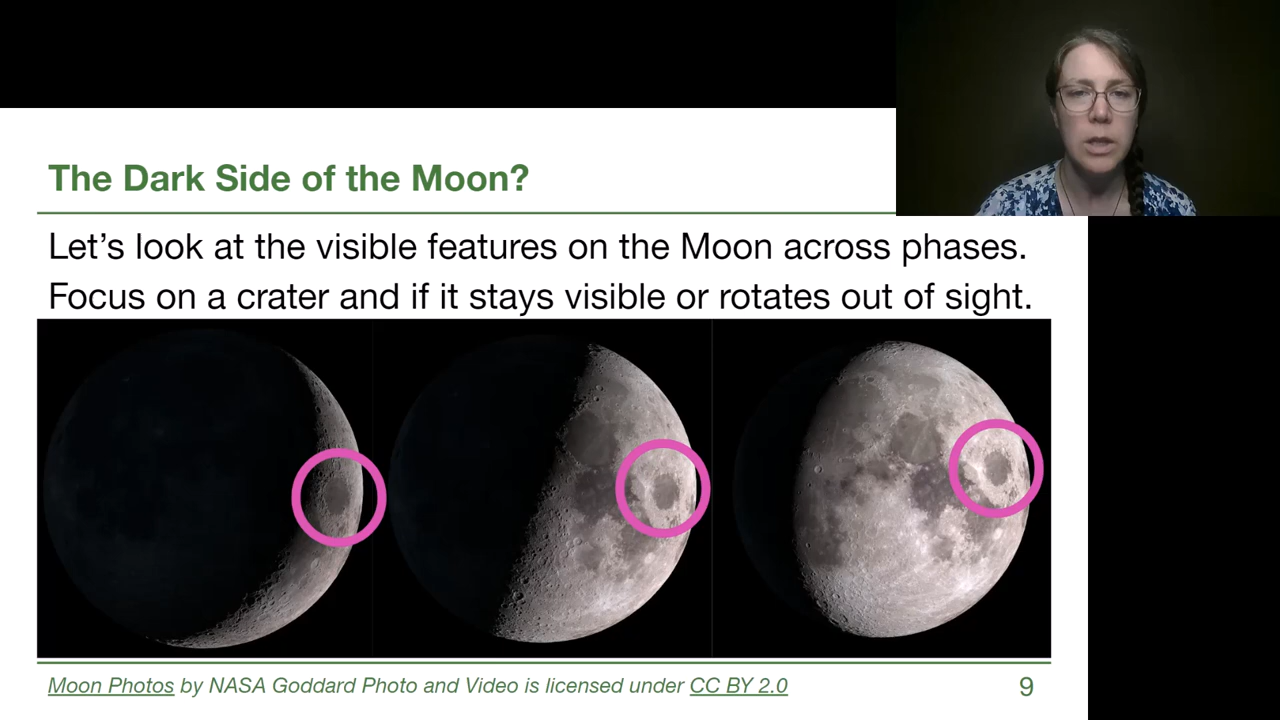 The Dark Side of the Moon?
Let’s look at the visible features on the Moon across phases.
Focus on a crater and if it stays visible or rotates out of sight.
Moon Photos by NASA Goddard Photo and Video is licensed under CC BY 2.0
9